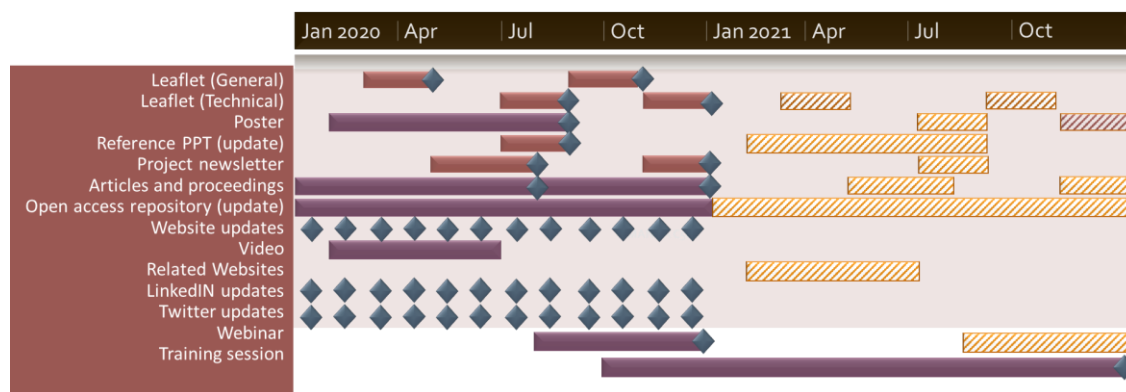 Jan 2020 Apr Jul Oct Jan 2021 Apr Jul Oct
Leaflet (General)
Leaflet (Technical)
Poster
Reference PPT (update)
Project newsletter
Articles and proceedings
Open access repository (update)
Website updates
Video
Related Websites
LinkedIN updates
Twitter updates
Webinar
Training session